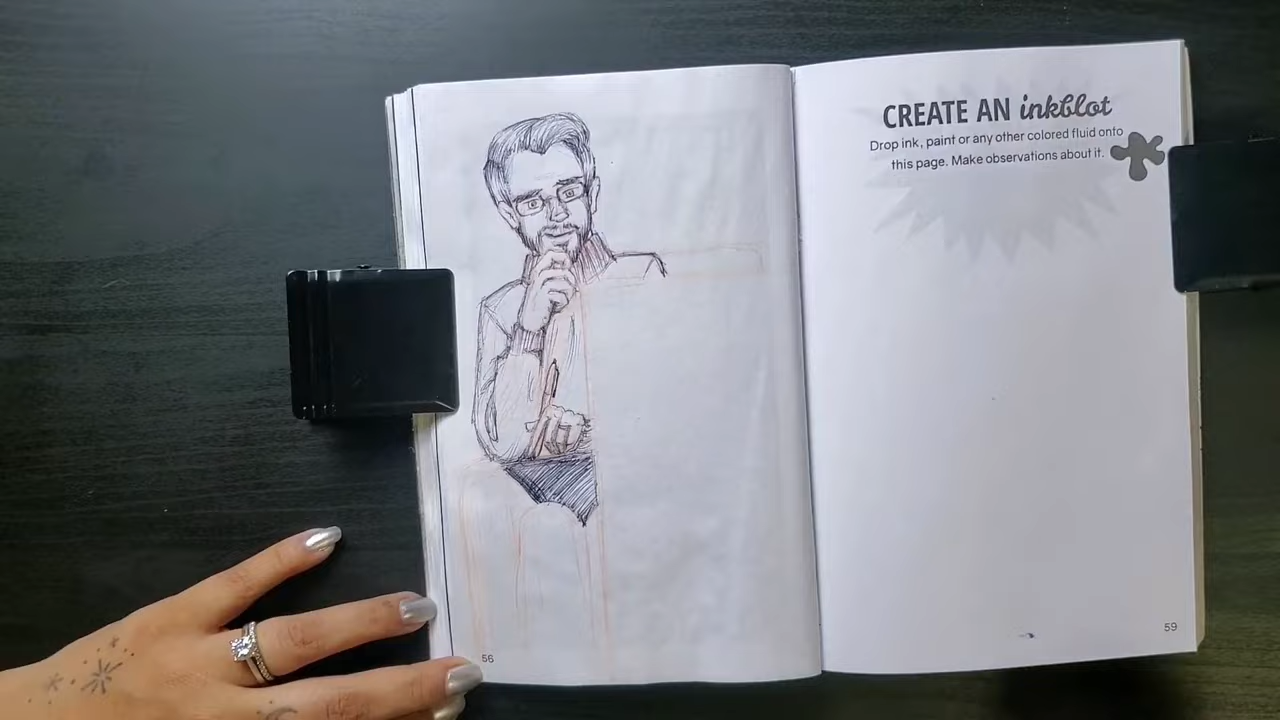 CREATE AN inkblot
Drop ink, paint or any other colored fluid onto
this page. Make observations about it.
56
59